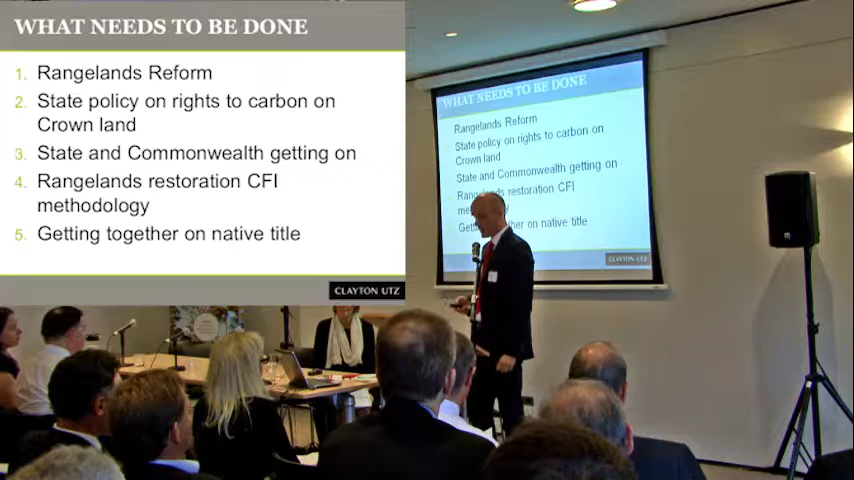 WHAT NEEDS TO BE DONE
1. Rangelands Reform
2. State policy on rights to carbon on
Crown land
3. State and Commonwealth getting on
4. Rangelands restoration CFI
methodology
5. Getting together on native title
CLAYTON UTZ
WHAT NEEDS TO BE DONE
Rangelands Reform
State policy on rights to carbon on
Crown land
State and Commonwealth getting on
Rangelands restoration CFI
native title
CLAYTON UTZ